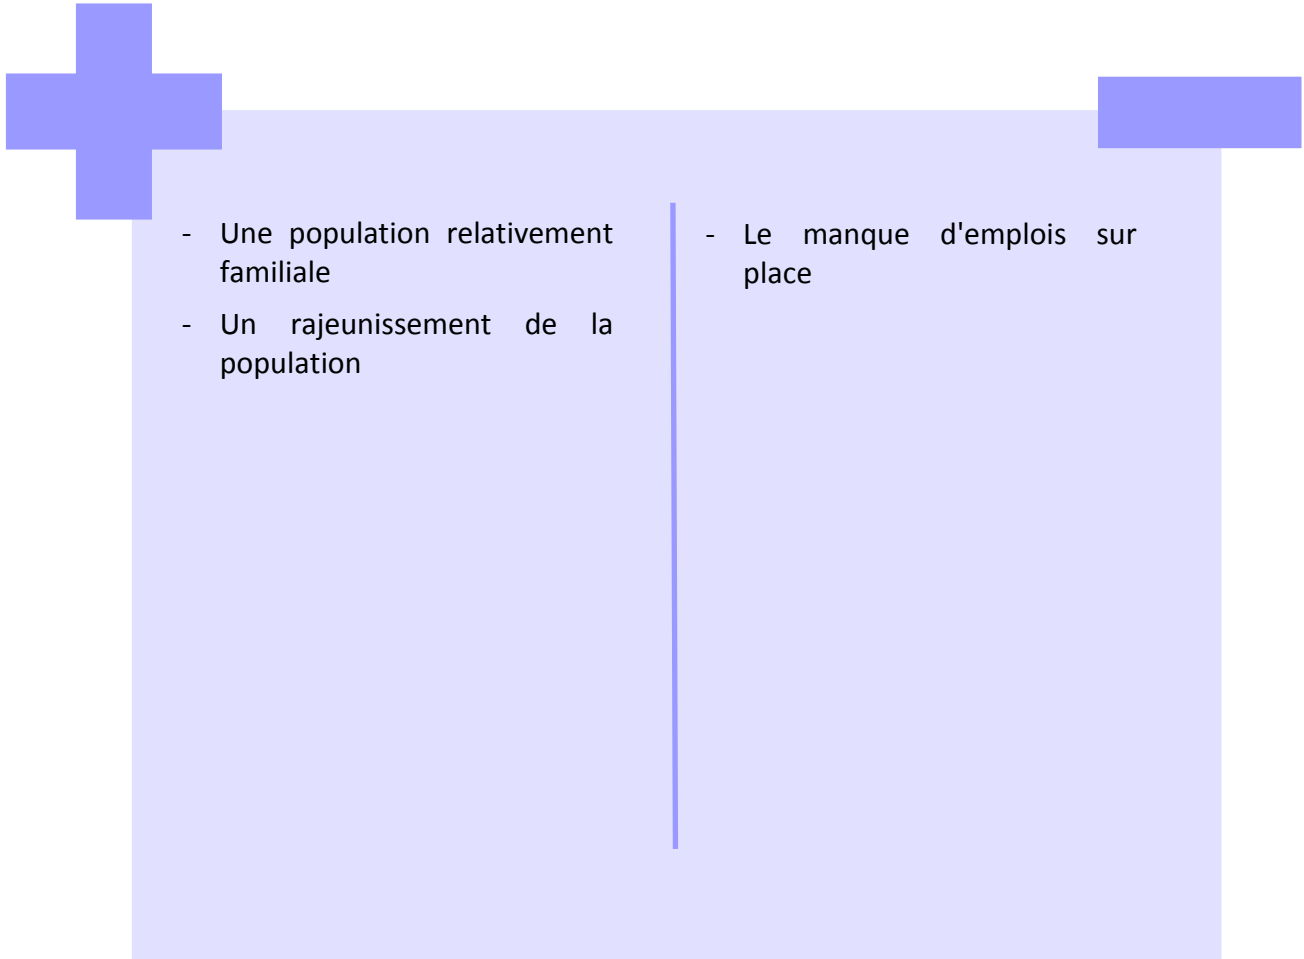 - Une population relativement
familiale
- Un rajeunissement de la
population
- Le manque d'emplois sur
place